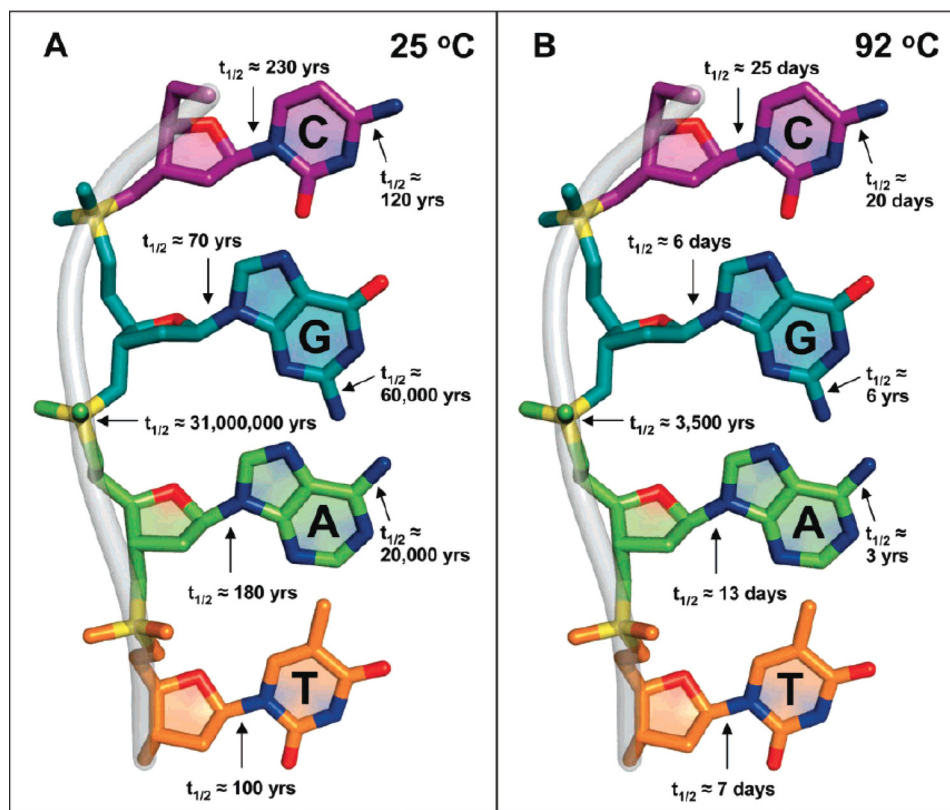 A
25 °C
t1/2 ≈ 230 yrs
C
t1/2 ≈
120 yrs
t1/2 ≈ 70 yrs
G
t1/2 ≈
60,000 yrs
t1/2 ≈ 31,000,000 yrs
A
t1/2 ≈
20,000 yrs
t1/2 ≈ 180 yrs
T
t1/2 ≈ 100 yrs
B
92 °C
t1/2 ≈ 25 days
C
t1/2 ≈
20 days
t1/2 ≈ 6 days
G
t1/2 ≈
6 yrs
t1/2 ≈ 3,500 yrs
A
t1/2 ≈
3 yrs
t1/2 ≈ 13 days
T
t1/2 ≈ 7 days